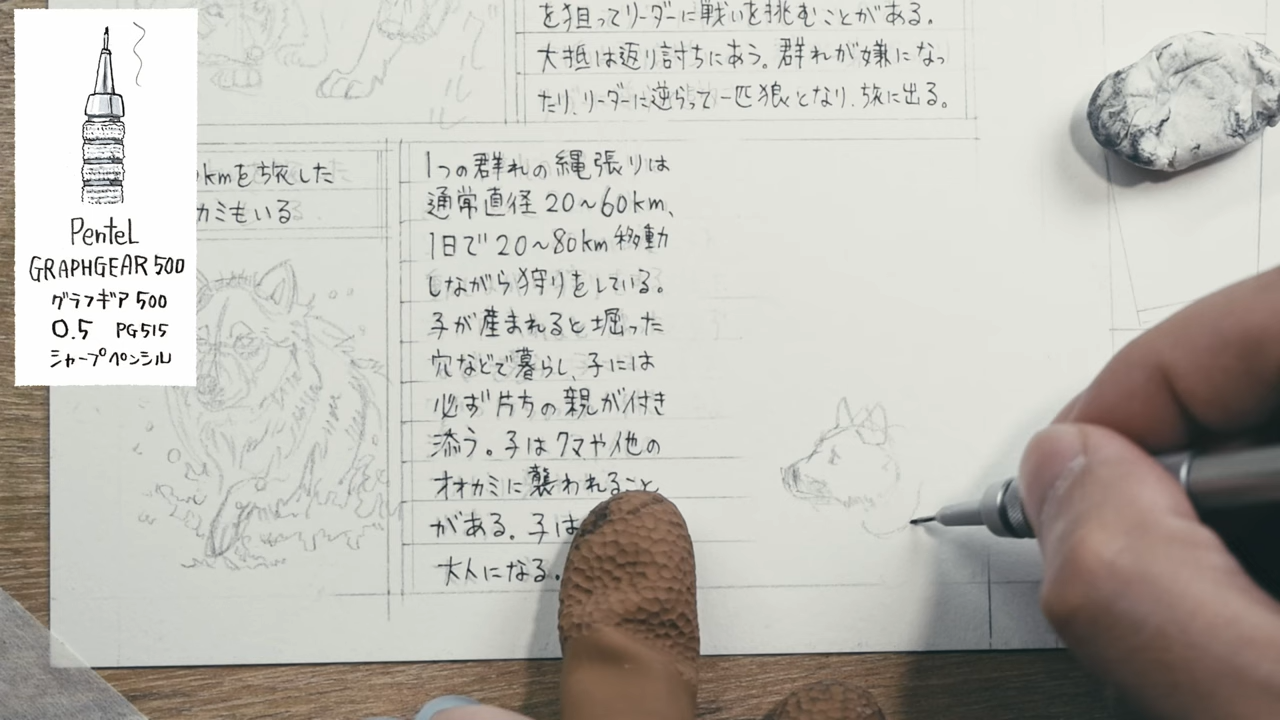 Pentel
GRAPHGEAR 500
グラフギア 500
0.5 PG515
シャープペンシル
を狙ってリーダーに戦いを挑むことがある。
大抵は返り討ちにあう。群れが嫌になっ
たり、リーダーに逆らって一匹狼となり、旅に出る。
kmを旅した
カミもいる
1つの群れの縄張りは
通常直径20〜60km、
1日で20〜80km移動
しながら狩りをしている。
子が産まれると堀った
穴などで暮らし、子には
必ず片方の親が付き
添う。子はクマや他の
オオカミに襲われること
がある。子は
大人になる。